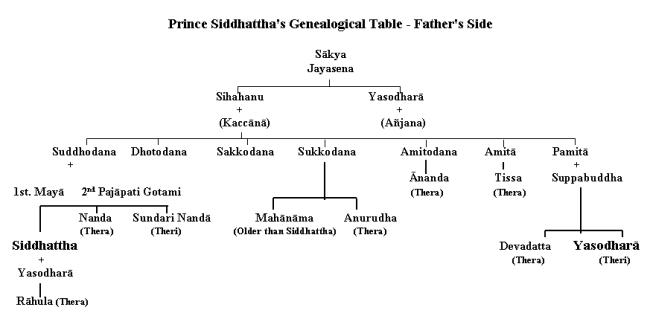 Prince Siddhattha's Genealogical Table - Father's Side
Sākya
Jayasena
Sihahanu Yasodharā
+ +
(Kaccānā) (Añjana)
Suddhodana Dhotodana Sakkodana Sukkodana Amitodana Amitā Pamitā
+ +
Ānanda Tissa Suppabuddha
(Thera) (Thera)
1st. Mayā 2nd Pajāpati Gotami
Nanda Sundari Nandā Mahānāma Anurudha
(Thera) (Theri) (Older than Siddhattha) (Thera)
Siddhattha Devadatta Yasodharā
+ (Thera) (Theri)
Yasodharā
Rāhula (Thera)